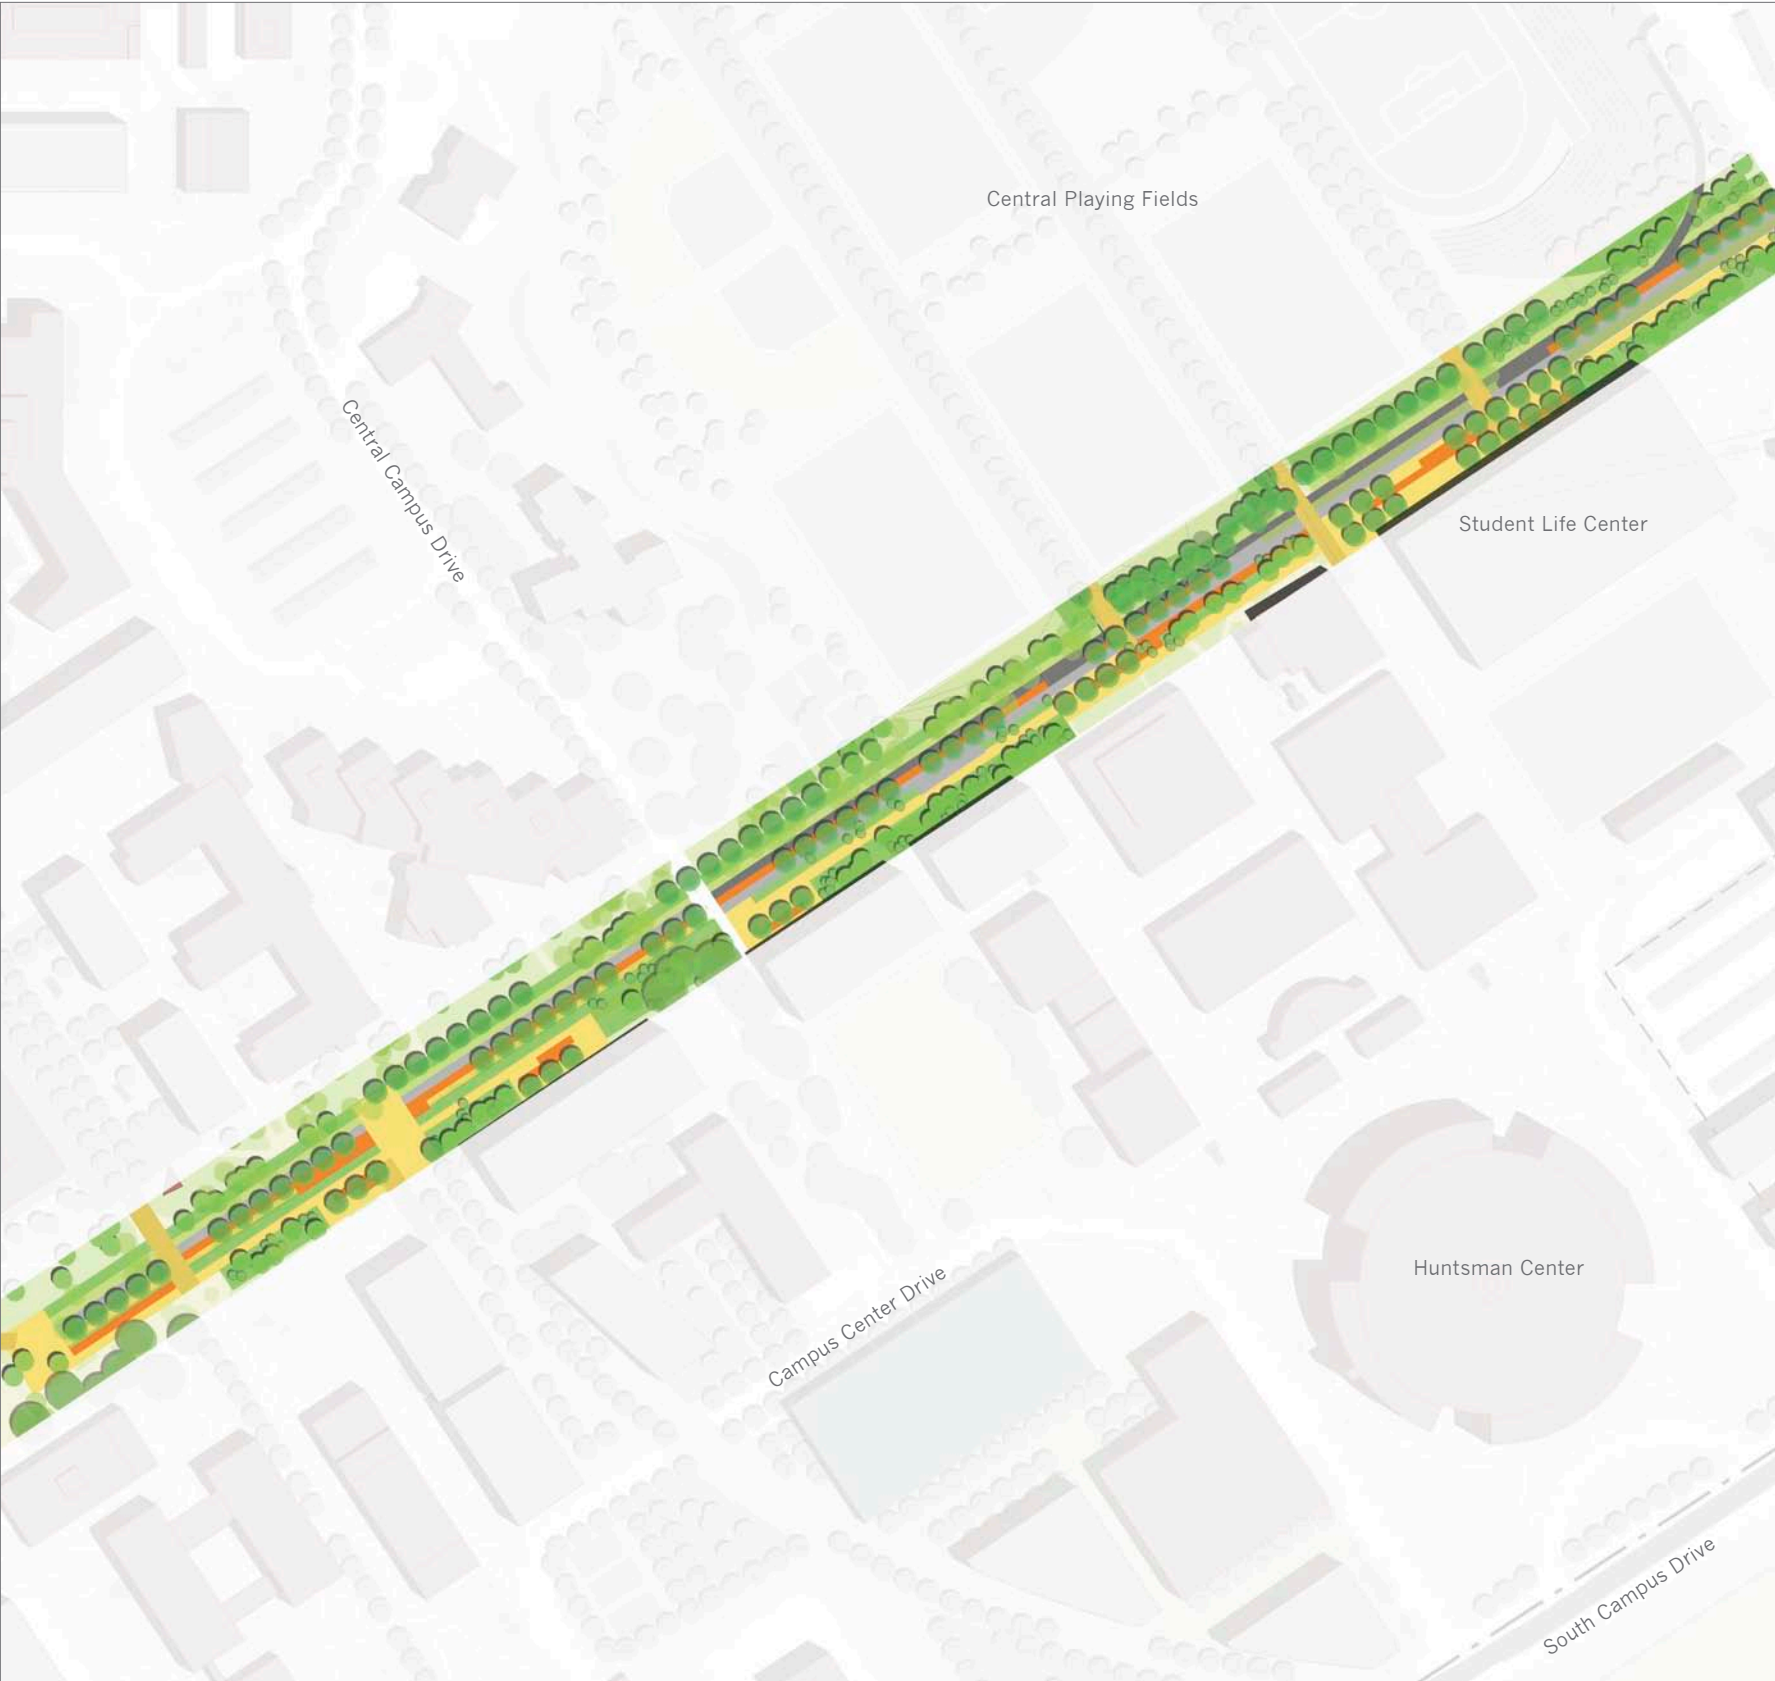 Central Playing Fields
Central Campus Drive
Student Life Center
Huntsman Center
Campus Center Drive
South Campus Drive